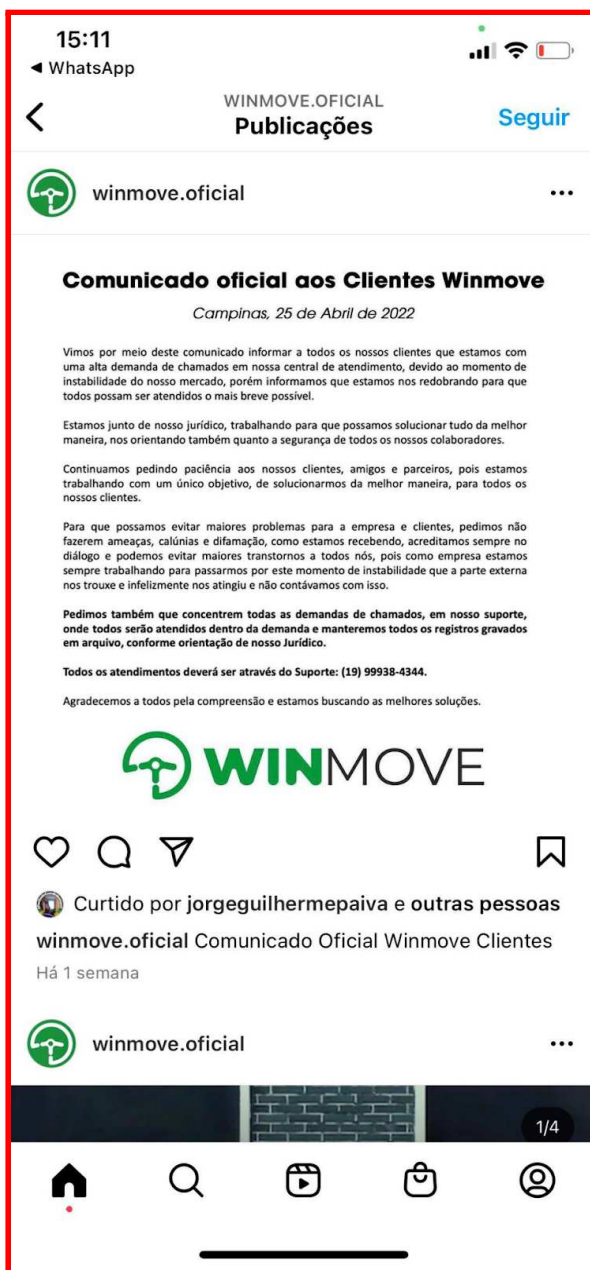 15:11
◀ WhatsApp
WINMOVE.OFICIAL
Publicações
Seguir
winmove.oficial
Comunicado oficial aos Clientes Winmove
Campinas, 25 de Abril de 2022
Vimos por meio deste comunicado informar a todos os nossos clientes que estamos com
uma alta demanda de chamados em nossa central de atendimento, devido ao momento de
instabilidade do nosso mercado, porém informamos que estamos nos redobrando para que
todos possam ser atendidos o mais breve possível.
Estamos junto de nosso jurídico, trabalhando para que possamos solucionar tudo da melhor
maneira, nos orientando também quanto a segurança de todos os nossos colaboradores.
Continuamos pedindo paciência aos nossos clientes, amigos e parceiros, pois estamos
trabalhando com um único objetivo, de solucionarmos da melhor maneira, para todos os
nossos clientes.
Para que possamos evitar maiores problemas para a empresa e clientes, pedimos não
fazerem ameaças, calúnias e difamação, como estamos recebendo, acreditamos sempre no
diálogo e podemos evitar maiores transtornos a todos nós, pois como empresa estamos
sempre trabalhando para passarmos por este momento de instabilidade que a parte externa
nos trouxe e infelizmente nos atingiu e não contávamos com isso.
Pedimos também que concentrem todas as demandas de chamados, em nosso suporte,
onde todos serão atendidos dentro da demanda e manteremos todos os registros gravados
em arquivo, conforme orientação de nosso Jurídico.
Todos os atendimentos deverá ser através do Suporte: (19) 99938-4344.
Agradecemos a todos pela compreensão e estamos buscando as melhores soluções.
WINMOVE
Curtido por jorgeguilhermepaiva e outras pessoas
winmove.oficial Comunicado Oficial Winmove Clientes
Há 1 semana
winmove.oficial
1/4